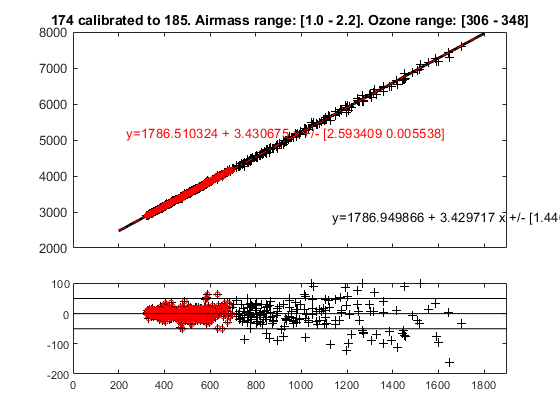 174 calibrated to 185. Airmass range: [1.0 - 2.2]. Ozone range: [306 - 348]
8000
7000
6000
5000
4000
3000
2000
y=1786.510324 + 3.430675 x +/- [2.593409 0.005538]
y=1786.949866 + 3.429717 x +/- [1.44
100
0
-100
-200
0 200 400 600 800 1000 1200 1400 1600 1800